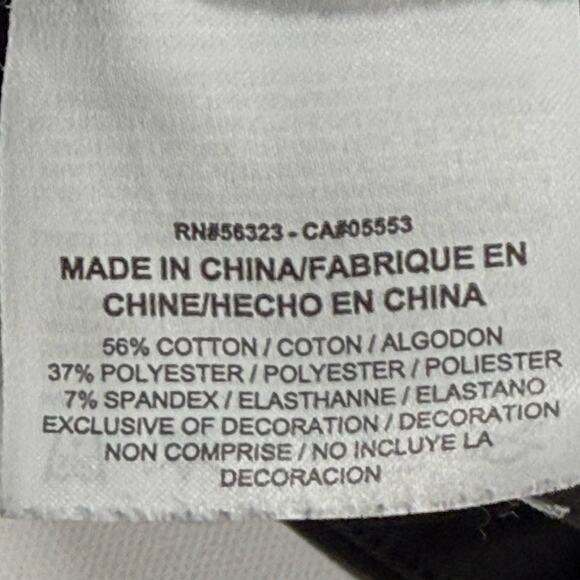 RN#56323 - CA#05553
MADE IN CHINA/FABRIQUE EN
CHINE/HECHO EN CHINA
56% COTTON / COTON / ALGODON
37% POLYESTER / POLYESTER / POLIESTER
7% SPANDEX / ELASTHANNE / ELASTANO
EXCLUSIVE OF DECORATION / DECORATION
NON COMPRISE / NO INCLUYE LA
DECORACION